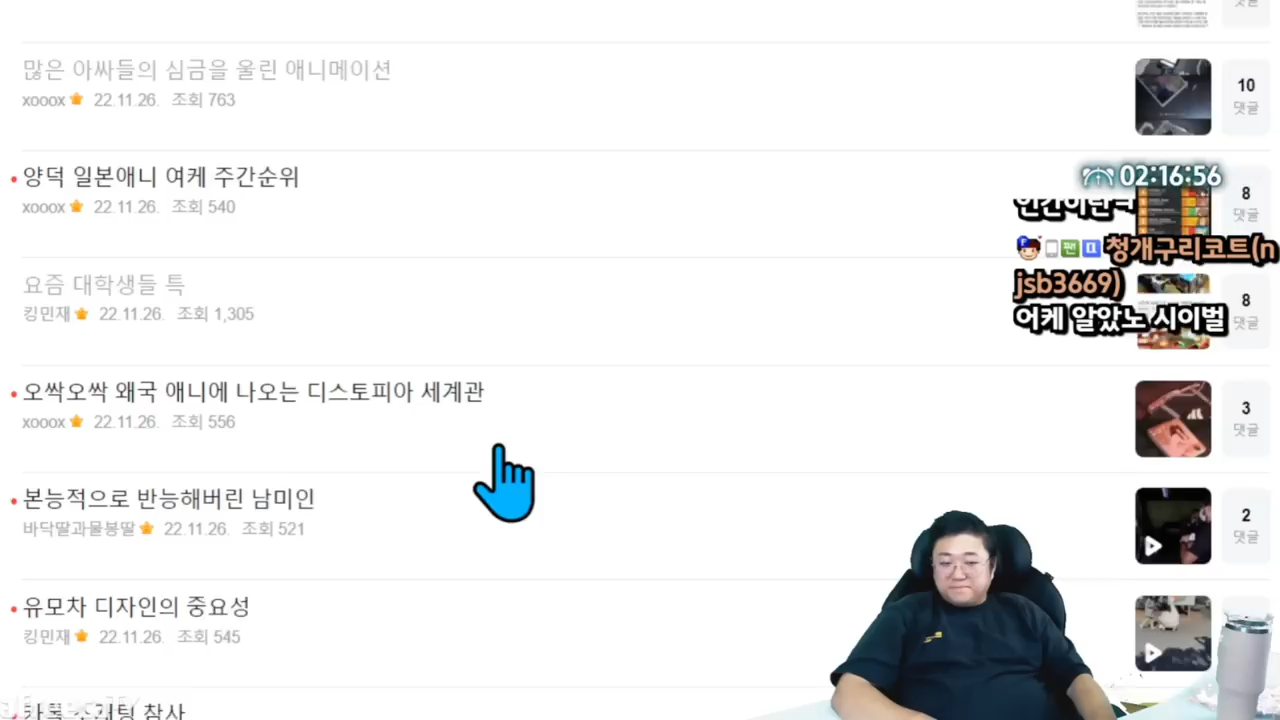 댓글
많은 아싸들의 심금을 울린 애니메이션
xooox 22.11.26. 조회 763
10
댓글
양덕 일본애니 여케 주간순위
xooox 22.11.26. 조회 540
02:16:56
8
댓글
청개구리코트(n
jsb3669)
어케 알았노 시이벌
요즘 대학생들 특
킹민재 22.11.26. 조회 1,305
8
댓글
오싹오싹 왜국 애니에 나오는 디스토피아 세계관
xooox 22.11.26. 조회 556
3
댓글
본능적으로 반능해버린 남미인
바닥딸과물봉딸 22.11.26. 조회 521
2
댓글
유모차 디자인의 중요성
킹민재 22.11.26. 조회 545
참사